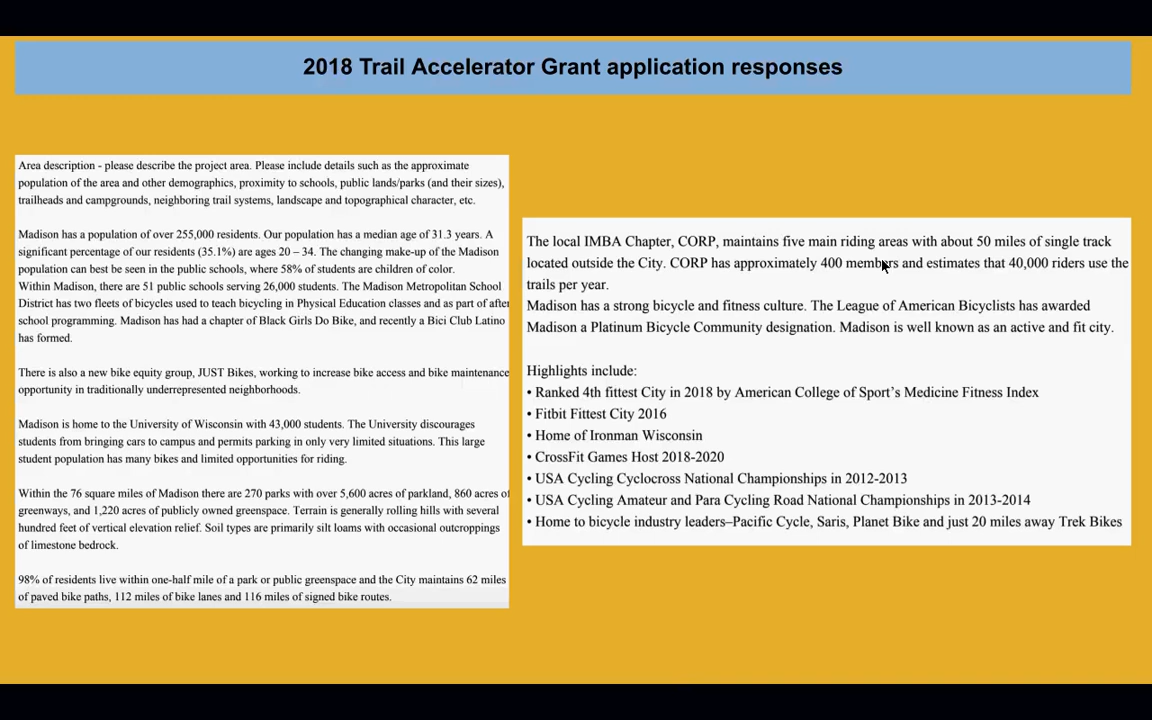 2018 Trail Accelerator Grant application responses
Area description - please describe the project area. Please include details such as the approximate
population of the area and other demographics, proximity to schools, public lands/parks (and their sizes),
trailheads and campgrounds, neighboring trail systems, landscape and topographical character, etc.
Madison has a population of over 255,000 residents. Our population has a median age of 31.3 years. A
significant percentage of our residents (35.1%) are ages 20 – 34. The changing make-up of the Madison
population can best be seen in the public schools, where 58% of students are children of color.
Within Madison, there are 51 public schools serving 26,000 students. The Madison Metropolitan School
District has two fleets of bicycles used to teach bicycling in Physical Education classes and as part of after
school programming. Madison has had a chapter of Black Girls Do Bike, and recently a Bici Club Latino
has formed.
There is also a new bike equity group, JUST Bikes, working to increase bike access and bike maintenance
opportunity in traditionally underrepresented neighborhoods.
Madison is home to the University of Wisconsin with 43,000 students. The University discourages
students from bringing cars to campus and permits parking in only very limited situations. This large
student population has many bikes and limited opportunities for riding.
Within the 76 square miles of Madison there are 270 parks with over 5,600 acres of parkland, 860 acres of
greenways, and 1,220 acres of publicly owned greenspace. Terrain is generally rolling hills with several
hundred feet of vertical elevation relief. Soil types are primarily silt loams with occasional outcroppings
of limestone bedrock.
98% of residents live within one-half mile of a park or public greenspace and the City maintains 62 miles
of paved bike paths, 112 miles of bike lanes and 116 miles of signed bike routes.
The local IMBA Chapter, CORP, maintains five main riding areas with about 50 miles of single track
located outside the City. CORP has approximately 400 members and estimates that 40,000 riders use the
trails per year.
Madison has a strong bicycle and fitness culture. The League of American Bicyclists has awarded
Madison a Platinum Bicycle Community designation. Madison is well known as an active and fit city.
Highlights include:
• Ranked 4th fittest City in 2018 by American College of Sport’s Medicine Fitness Index
• Fitbit Fittest City 2016
• Home of Ironman Wisconsin
• CrossFit Games Host 2018-2020
• USA Cycling Cyclocross National Championships in 2012-2013
• USA Cycling Amateur and Para Cycling Road National Championships in 2013-2014
• Home to bicycle industry leaders–Pacific Cycle, Saris, Planet Bike and just 20 miles away Trek Bikes